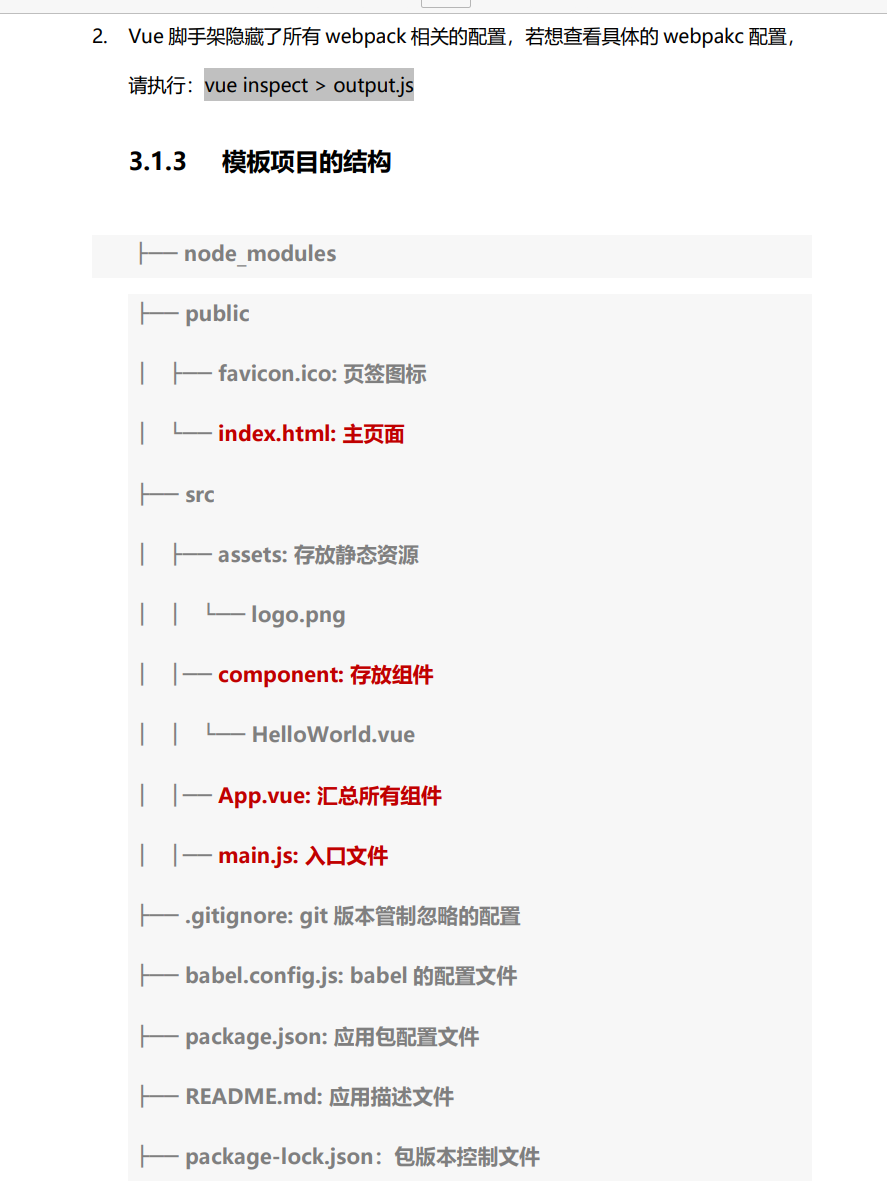 2. Vue 脚手架隐藏了所有 webpack 相关的配置，若想查看具体的 webpakc 配置，
请执行：vue inspect > output.js
3.1.3 模板项目的结构
├── node_modules
├── public
│ ├── favicon.ico: 页签图标
│ └── index.html: 主页面
├── src
│ ├── assets: 存放静态资源
│ │ └── logo.png
│ │── component: 存放组件
│ │ └── HelloWorld.vue
│ │── App.vue: 汇总所有组件
│ │── main.js: 入口文件
├── .gitignore: git 版本管制忽略的配置
├── babel.config.js: babel 的配置文件
├── package.json: 应用包配置文件
├── README.md: 应用描述文件
├── package-lock.json：包版本控制文件